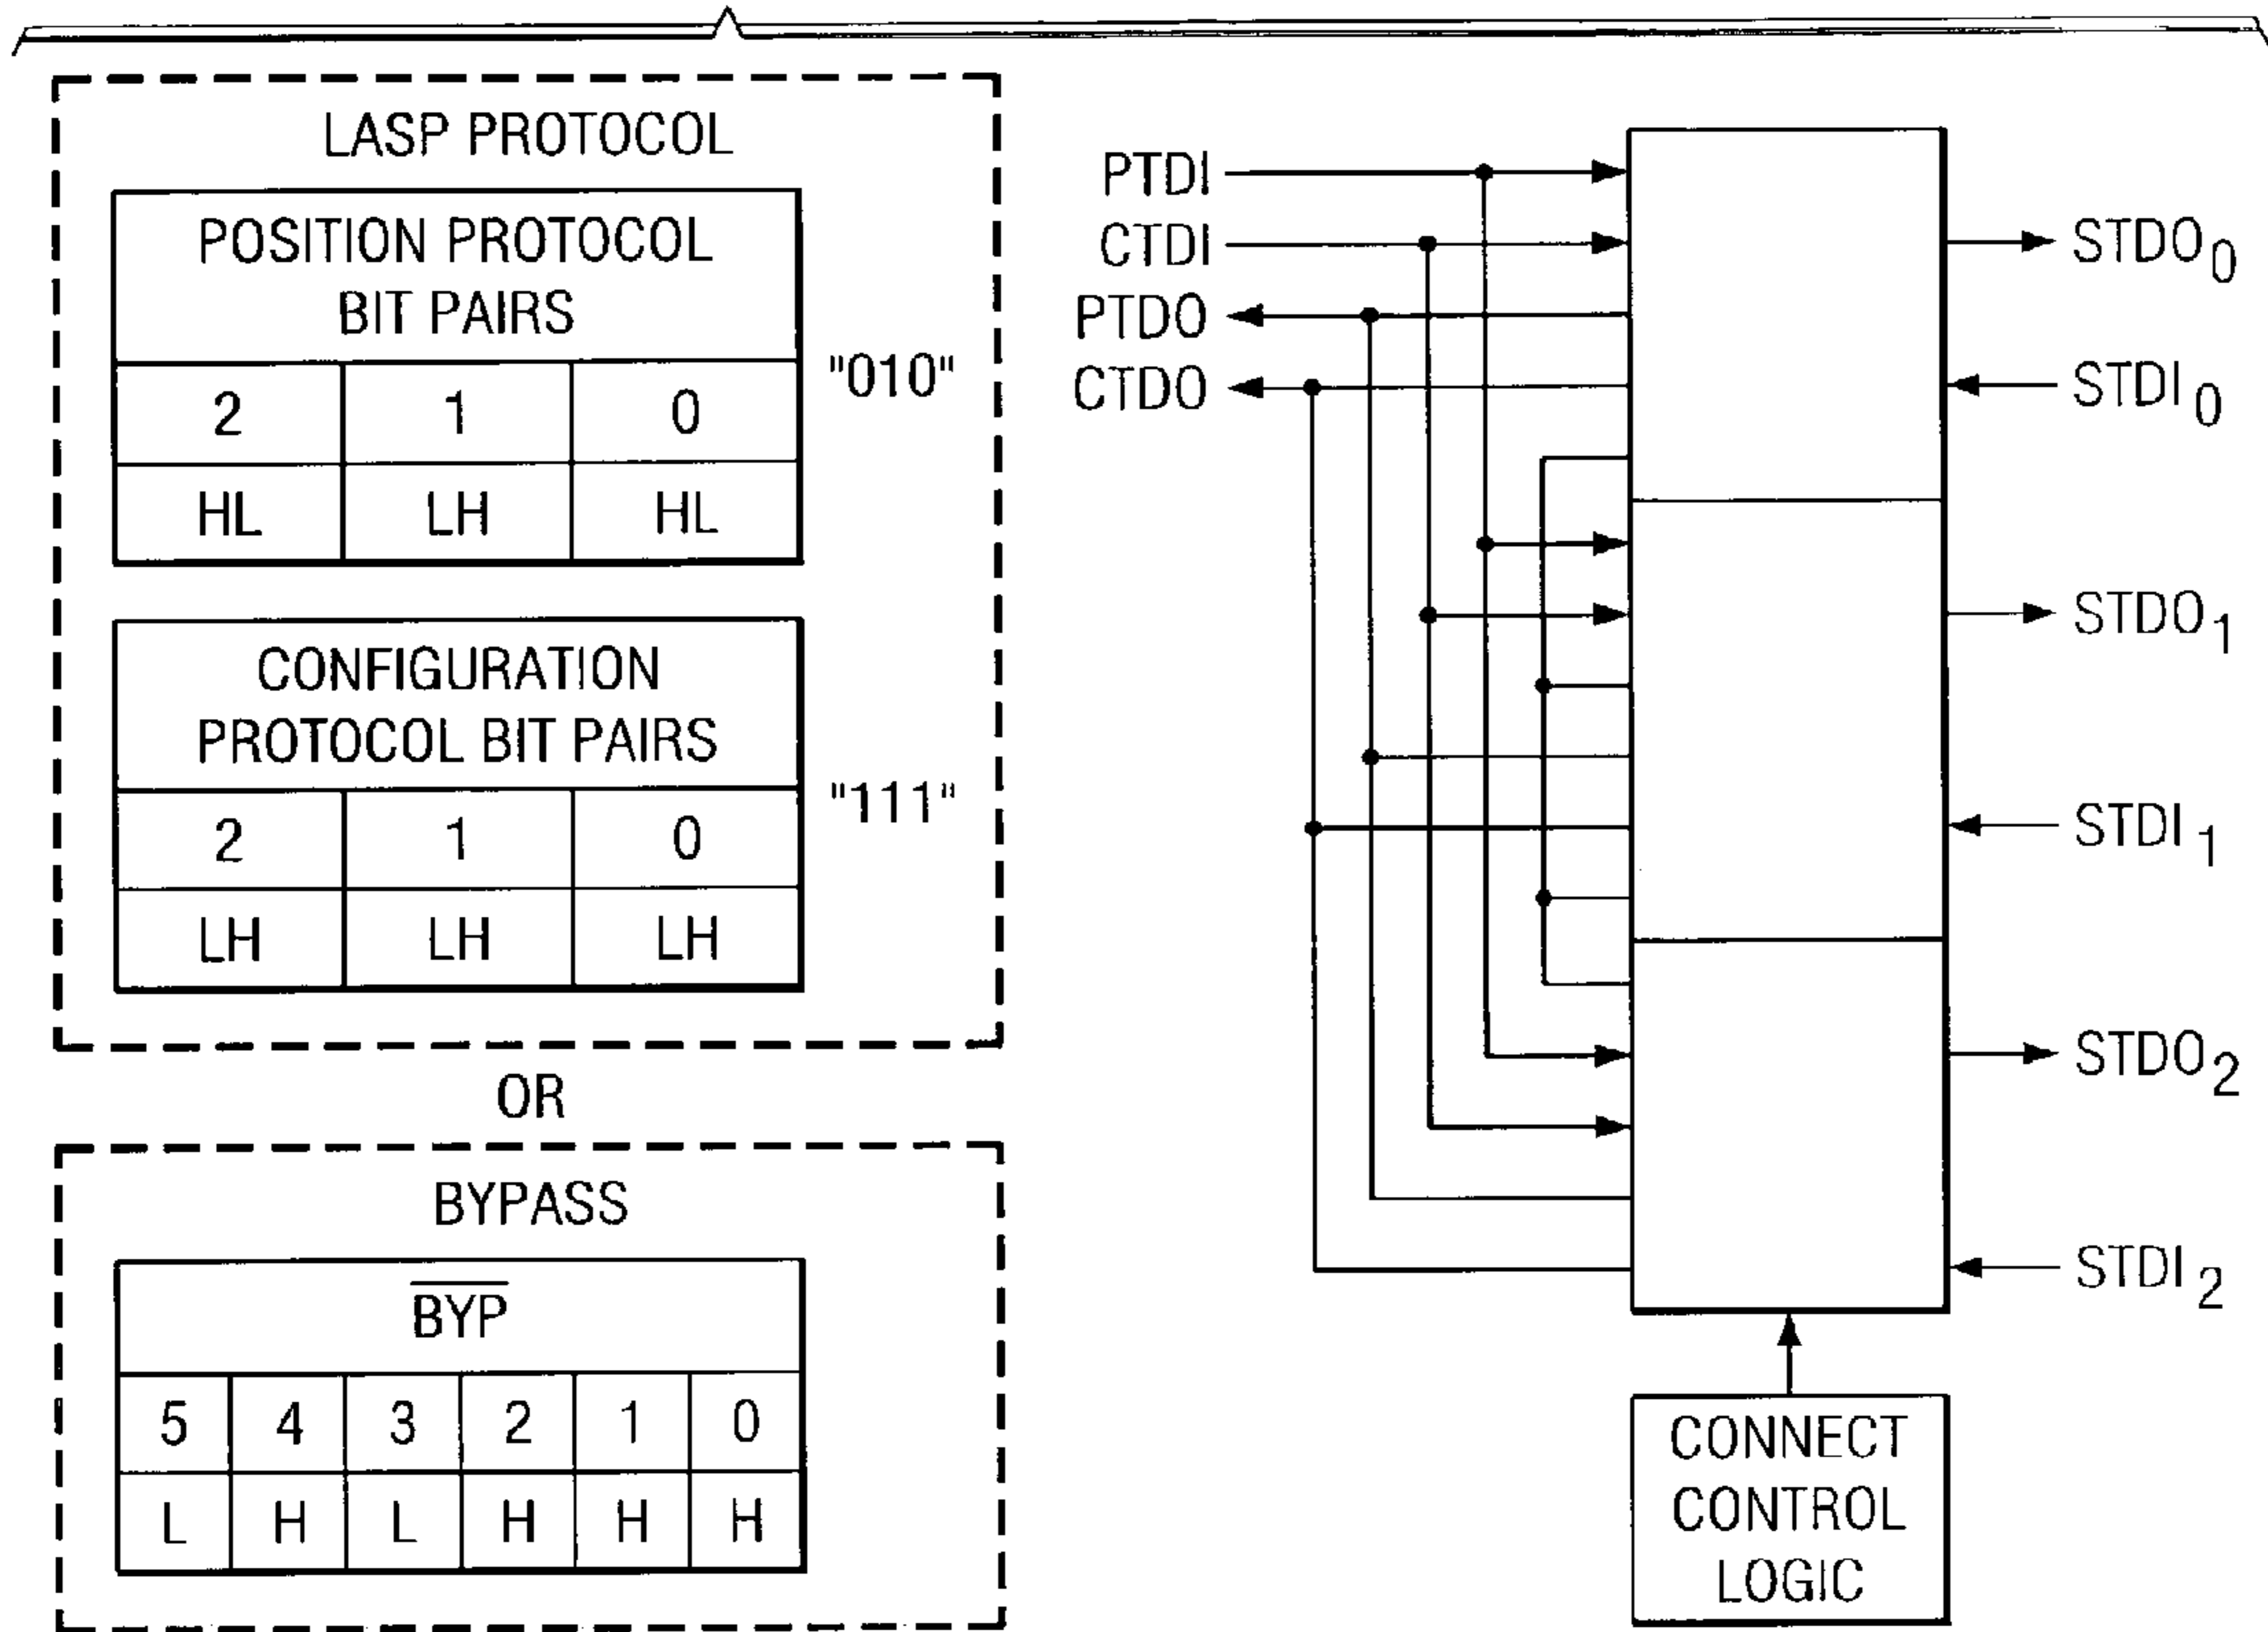 LASP PROTOCOL
POSITION PROTOCOL
BIT PAIRS
2 1 0
HL LH HL
"010"
CONFIGURATION
PROTOCOL BIT PAIRS
2 1 0
LH LH LH
"111"
OR
BYPASS
BYP
5 4 3 2 1 0
L H L H H H
PTDI
CTDI
PTDO
CTDO
STDO0
STDI0
STDO1
STDI1
STDO2
STDI2
CONNECT
CONTROL
LOGIC